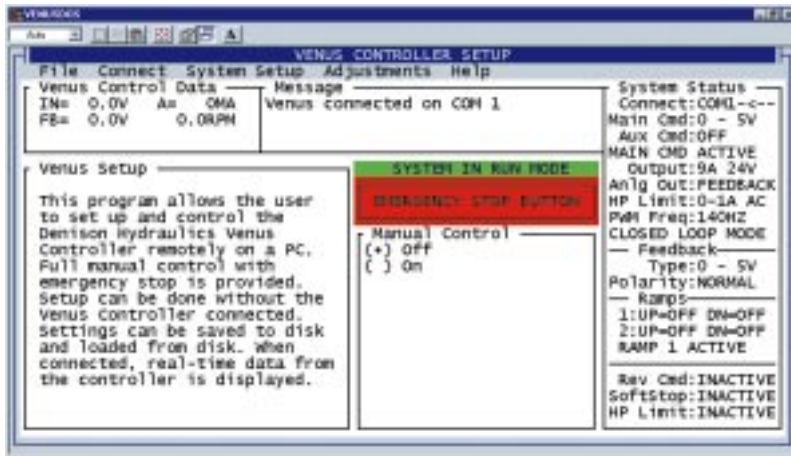 VENUSDOS
Auto
A
VENUS CONTROLLER SETUP
File Connect System Setup Adjustments Help
Venus Control Data
IN= 0.0V A= 0MA
FB= 0.0V 0.0RPM
Message
Venus connected on COM 1
Venus Setup
This program allows the user
to set up and control the
Denison Hydraulics Venus
Controller remotely on a PC.
Full manual control with
emergency stop is provided.
Setup can be done without the
Venus Controller connected.
Settings can be saved to disk
and loaded from disk. When
connected, real-time data from
the controller is displayed.
SYSTEM IN RUN MODE
EMERGENCY STOP BUTTON
Manual Control
(+) Off
( ) On
System Status
Connect:COM1-<--
Main Cmd:0 - 5V
Aux Cmd:OFF
MAIN CMD ACTIVE
Output:9A 24V
Anlg Out:FEEDBACK
HP Limit:0-1A AC
PWM Freq:140HZ
CLOSED LOOP MODE
Feedback
Type:0 - 5V
Polarity:NORMAL
Ramps
1:UP=OFF DN=OFF
2:UP=OFF DN=OFF
RAMP 1 ACTIVE
Rev Cmd:INACTIVE
SoftStop:INACTIVE
HP Limit:INACTIVE